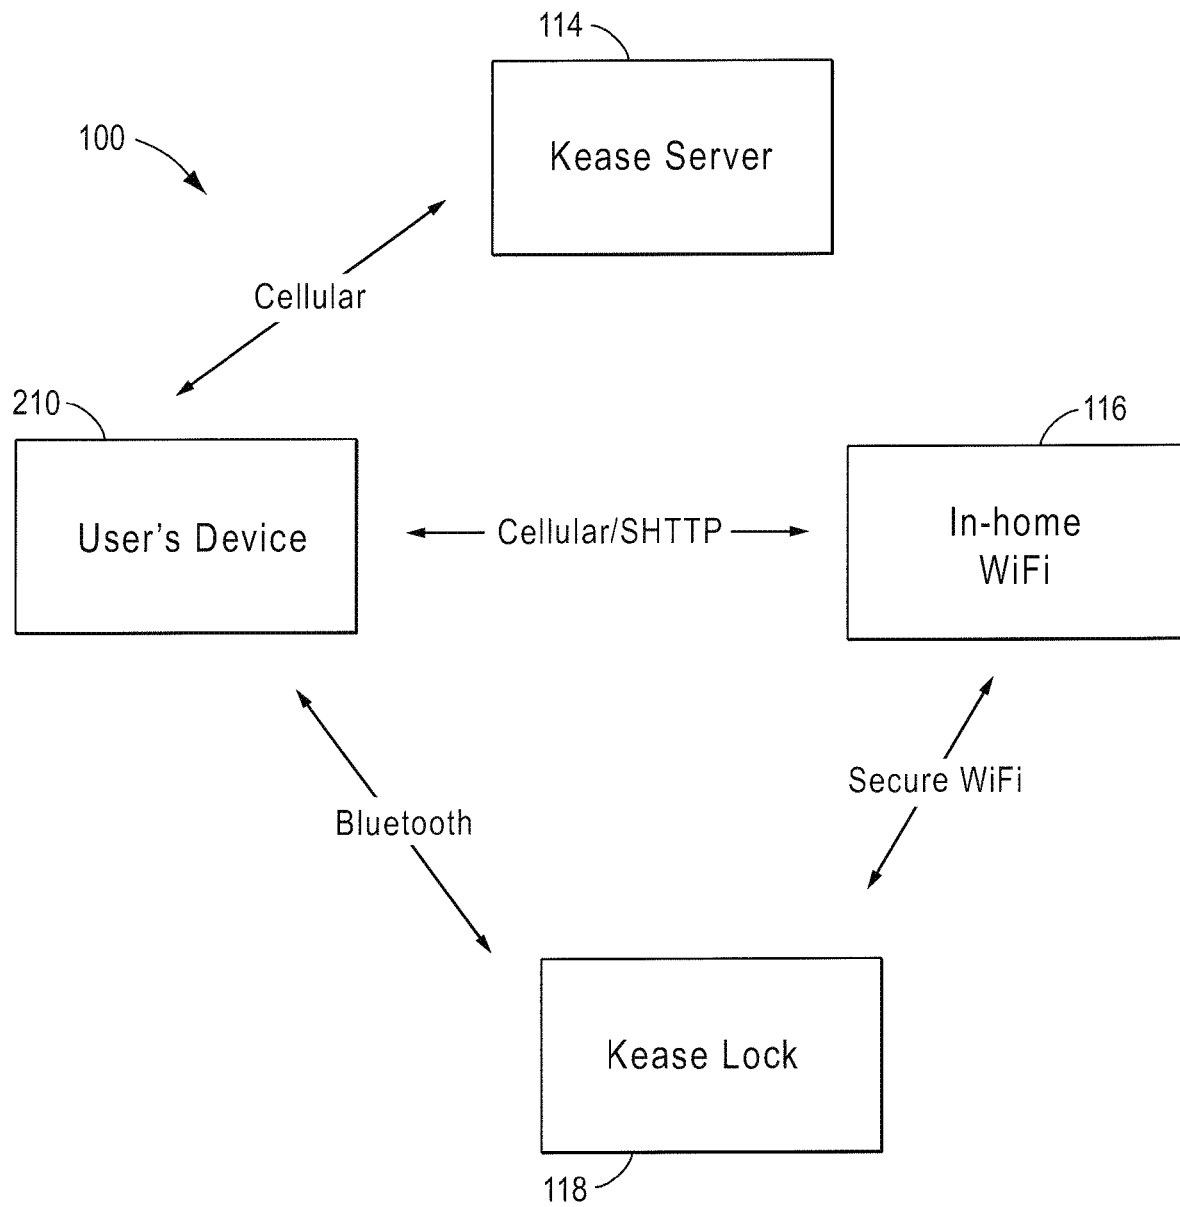 114
Kease Server
100
Cellular
210
User's Device
Cellular/SHTTP
116
In-home
WiFi
Secure WiFi
Bluetooth
Kease Lock
118